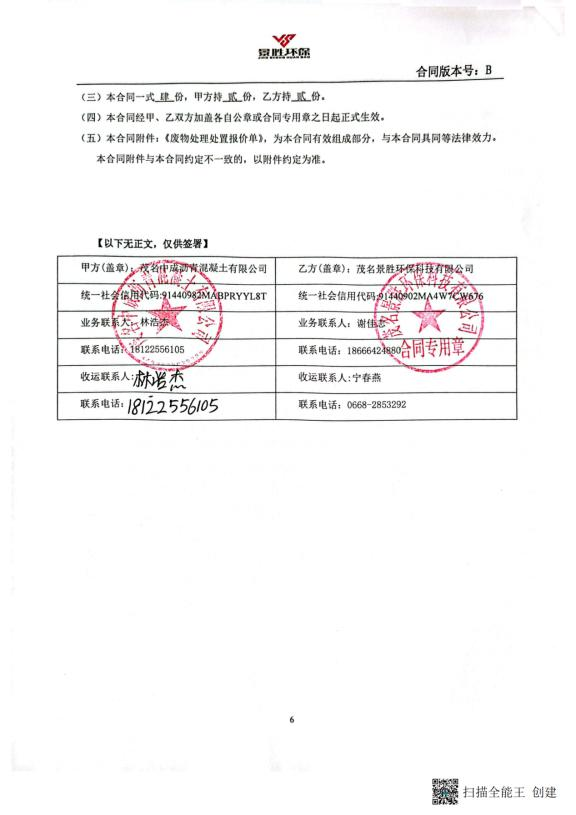 景胜环保
合同版本号：B
（三）本合同一式 肆 份，甲方持 贰 份，乙方持 贰 份。
（四）本合同经甲、乙双方加盖各自公章或合同专用章之日起正式生效。
（五）本合同附件：《废物处理处置报价单》，为本合同有效组成部分，与本合同具同等法律效力。
本合同附件与本合同约定不一致的，以附件约定为准。
【以下无正文，仅供签署】
甲方(盖章)：茂名中成沥青混凝土有限公司
乙方(盖章)：茂名景胜环保科技有限公司
统一社会信用代码:91440982MABPRYYL8T
统一社会信用代码:91440902MA4W7CW676
业务联系人：林浩杰
业务联系人：谢佳志
联系电话：18122556105
联系电话：18666424880
收运联系人:林浩杰
收运联系人:宁春燕
联系电话：18122556105
联系电话：0668-2853292
合同专用章
6
扫描全能王 创建